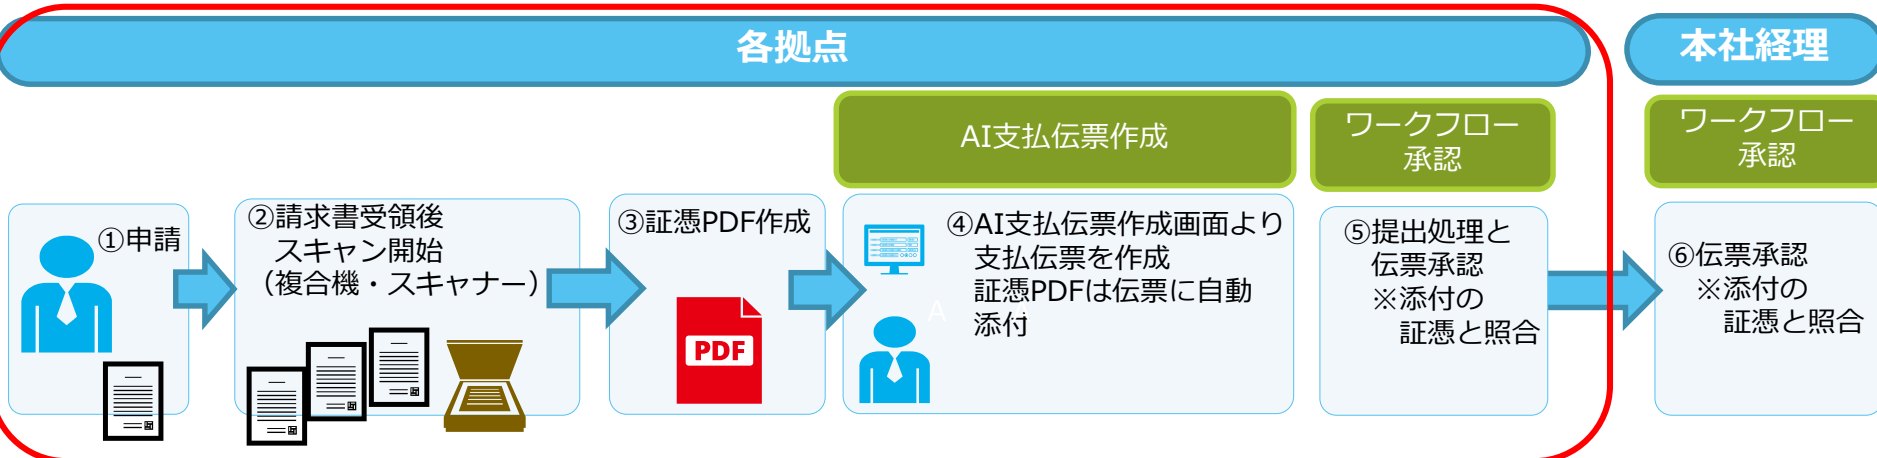 各拠点
本社経理
AI支払伝票作成
ワークフロー
承認
ワークフロー
承認
①申請
②請求書受領後
スキャン開始
（複合機・スキャナー）
③証憑PDF作成
PDF
④AI支払伝票作成画面より
支払伝票を作成
証憑PDFは伝票に自動
添付
A
⑤提出処理と
伝票承認
※添付の
証憑と照合
⑥伝票承認
※添付の
証憑と照合